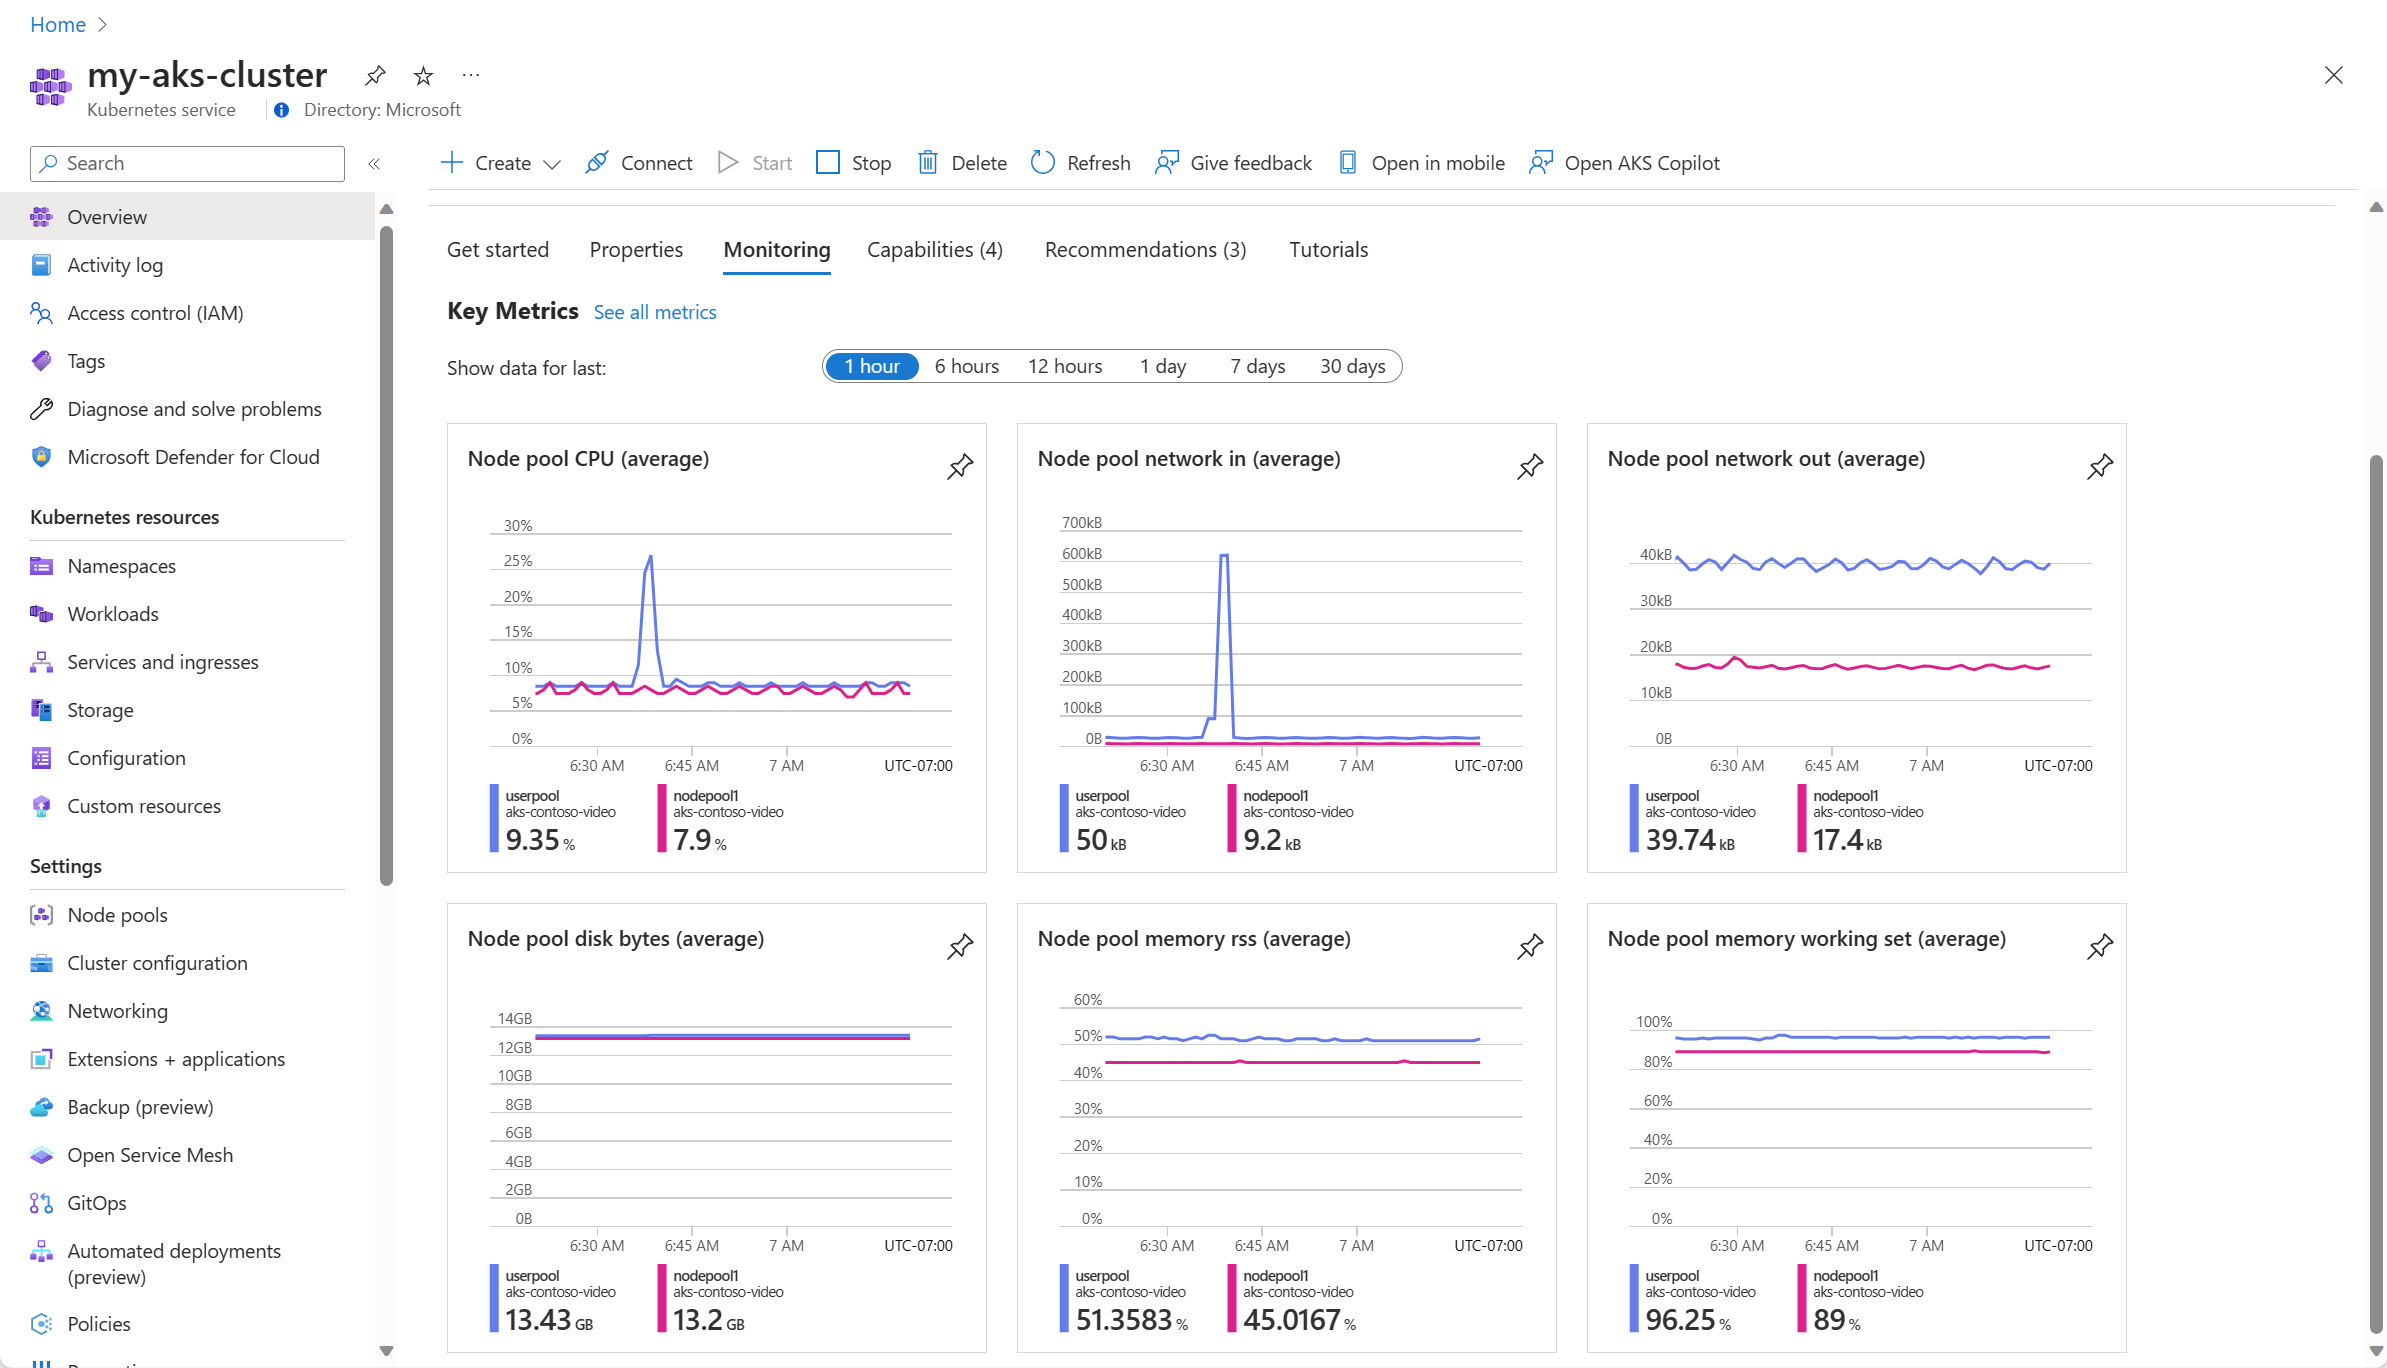 Home
my-aks-cluster
Kubernetes service
Directory: Microsoft
Search
Create
Connect
Start
Stop
Delete
Refresh
Give feedback
Open in mobile
Open AKS Copilot
Overview
Activity log
Access control (IAM)
Tags
Diagnose and solve problems
Microsoft Defender for Cloud
Kubernetes resources
Namespaces
Workloads
Services and ingresses
Storage
Configuration
Custom resources
Settings
Node pools
Cluster configuration
Networking
Extensions + applications
Backup (preview)
Open Service Mesh
GitOps
Automated deployments
(preview)
Policies
Get started
Properties
Monitoring
Capabilities (4)
Recommendations (3)
Tutorials
Key Metrics
See all metrics
Show data for last:
1 hour
6 hours
12 hours
1 day
7 days
30 days
Node pool CPU (average)
30%
25%
20%
15%
10%
5%
0%
6:30 AM
6:45 AM
7 AM
UTC-07:00
userpool
aks-contoso-video
9.35 %
nodepool1
aks-contoso-video
7.9 %
Node pool network in (average)
700kB
600kB
500kB
400kB
300kB
200kB
100kB
0B
6:30 AM
6:45 AM
7 AM
UTC-07:00
userpool
aks-contoso-video
50 kB
nodepool1
aks-contoso-video
9.2 kB
Node pool network out (average)
40kB
30kB
20kB
10kB
0B
6:30 AM
6:45 AM
7 AM
UTC-07:00
userpool
aks-contoso-video
39.74 kB
nodepool1
aks-contoso-video
17.4 kB
Node pool disk bytes (average)
14GB
12GB
10GB
8GB
6GB
4GB
2GB
0B
6:30 AM
6:45 AM
7 AM
UTC-07:00
userpool
aks-contoso-video
13.43 GB
nodepool1
aks-contoso-video
13.2 GB
Node pool memory rss (average)
60%
50%
40%
30%
20%
10%
0%
6:30 AM
6:45 AM
7 AM
UTC-07:00
userpool
aks-contoso-video
51.3583 %
nodepool1
aks-contoso-video
45.0167 %
Node pool memory working set (average)
100%
80%
60%
40%
20%
0%
6:30 AM
6:45 AM
7 AM
UTC-07:00
userpool
aks-contoso-video
96.25 %
nodepool1
aks-contoso-video
89 %